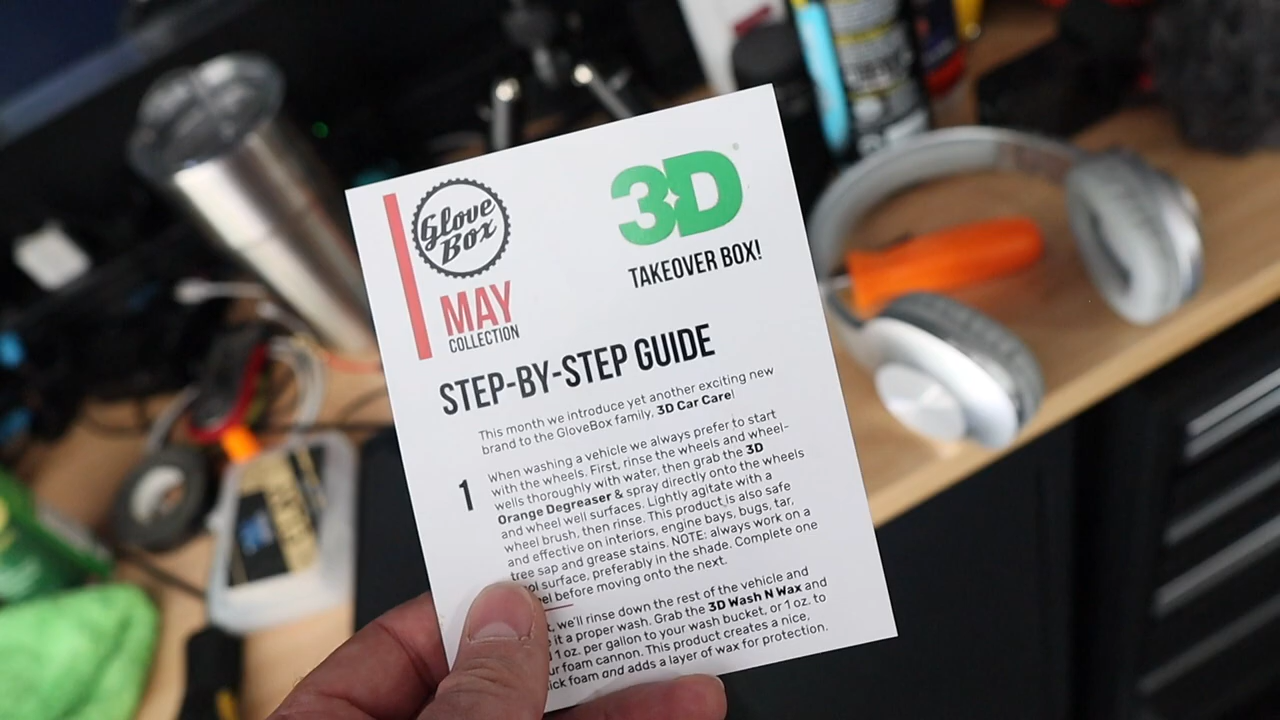 Glove
Box
3D
TAKEOVER BOX!
MAY
COLLECTION
STEP-BY-STEP GUIDE
This month we introduce yet another exciting new
brand to the GloveBox family, 3D Car Care!
1
When washing a vehicle we always prefer to start
with the wheels. First, rinse the wheels and wheel-
wells thoroughly with water, then grab the 3D
Orange Degreaser & spray directly onto the wheels
and wheel well surfaces. Lightly agitate with a
wheel brush, then rinse. This product is also safe
and effective on interiors, engine bays, bugs, tar,
tree sap and grease stains. NOTE: always work on a
surface, preferably in the shade. Complete one
before moving onto the next.
we'll rinse down the rest of the vehicle and
it a proper wash. Grab the 3D Wash N Wax and
1 oz. per gallon to your wash bucket, or 1 oz. to
foam cannon. This product creates a nice,
foam and adds a layer of wax for protection.